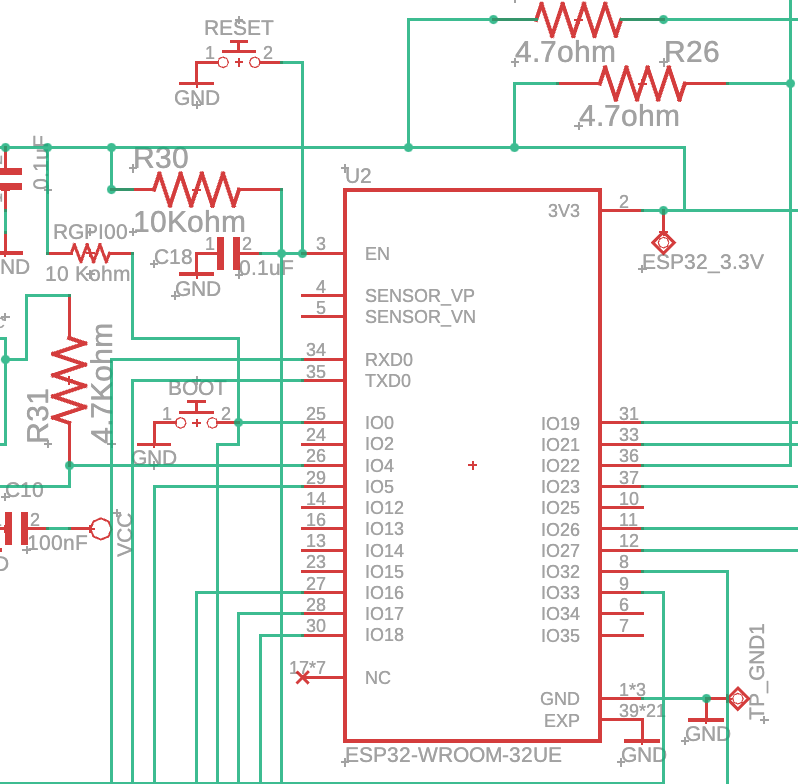 RESET
1 2
GND
4.7ohm
R26
4.7ohm
0.1uF
R30
10Kohm
U2
3V3 2
ESP32_3.3V
RGPI00
10 Kohm
C18 1 2
0.1uF
GND
3 EN
4 SENSOR_VP
5 SENSOR_VN
34 RXD0
35 TXD0
25 IO0
24 IO2
26 IO4
29 IO5
14 IO12
16 IO13
13 IO14
23 IO15
27 IO16
28 IO17
30 IO18
17*7 NC
IO19 31
IO21 33
IO22 36
IO23 37
IO25 10
IO26 11
IO27 12
IO32 8
IO33 9
IO34 6
IO35 7
GND 1*3
EXP 39*21
GND
GND
TP_GND1
ESP32-WROOM-32UE
BOOT
1 2
GND
R31
4.7Kohm
C10
2
100nF
VCC
ND